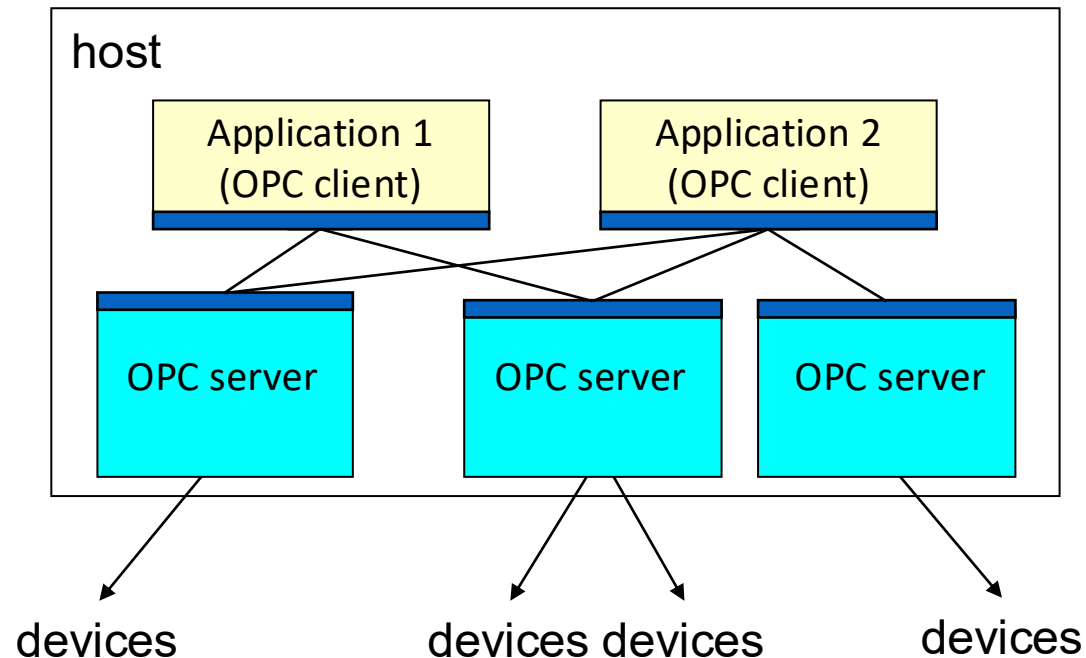 host
Application 1
(OPC client)
Application 2
(OPC client)
OPC server
OPC server
OPC server
devices
devices devices
devices